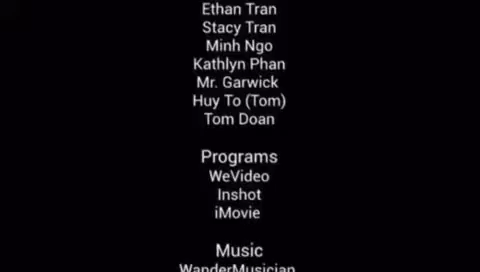 Ethan Tran
Stacy Tran
Minh Ngo
Kathlyn Phan
Mr. Garwick
Huy To (Tom)
Tom Doan
Programs
WeVideo
Inshot
iMovie
Music
WanderMusician